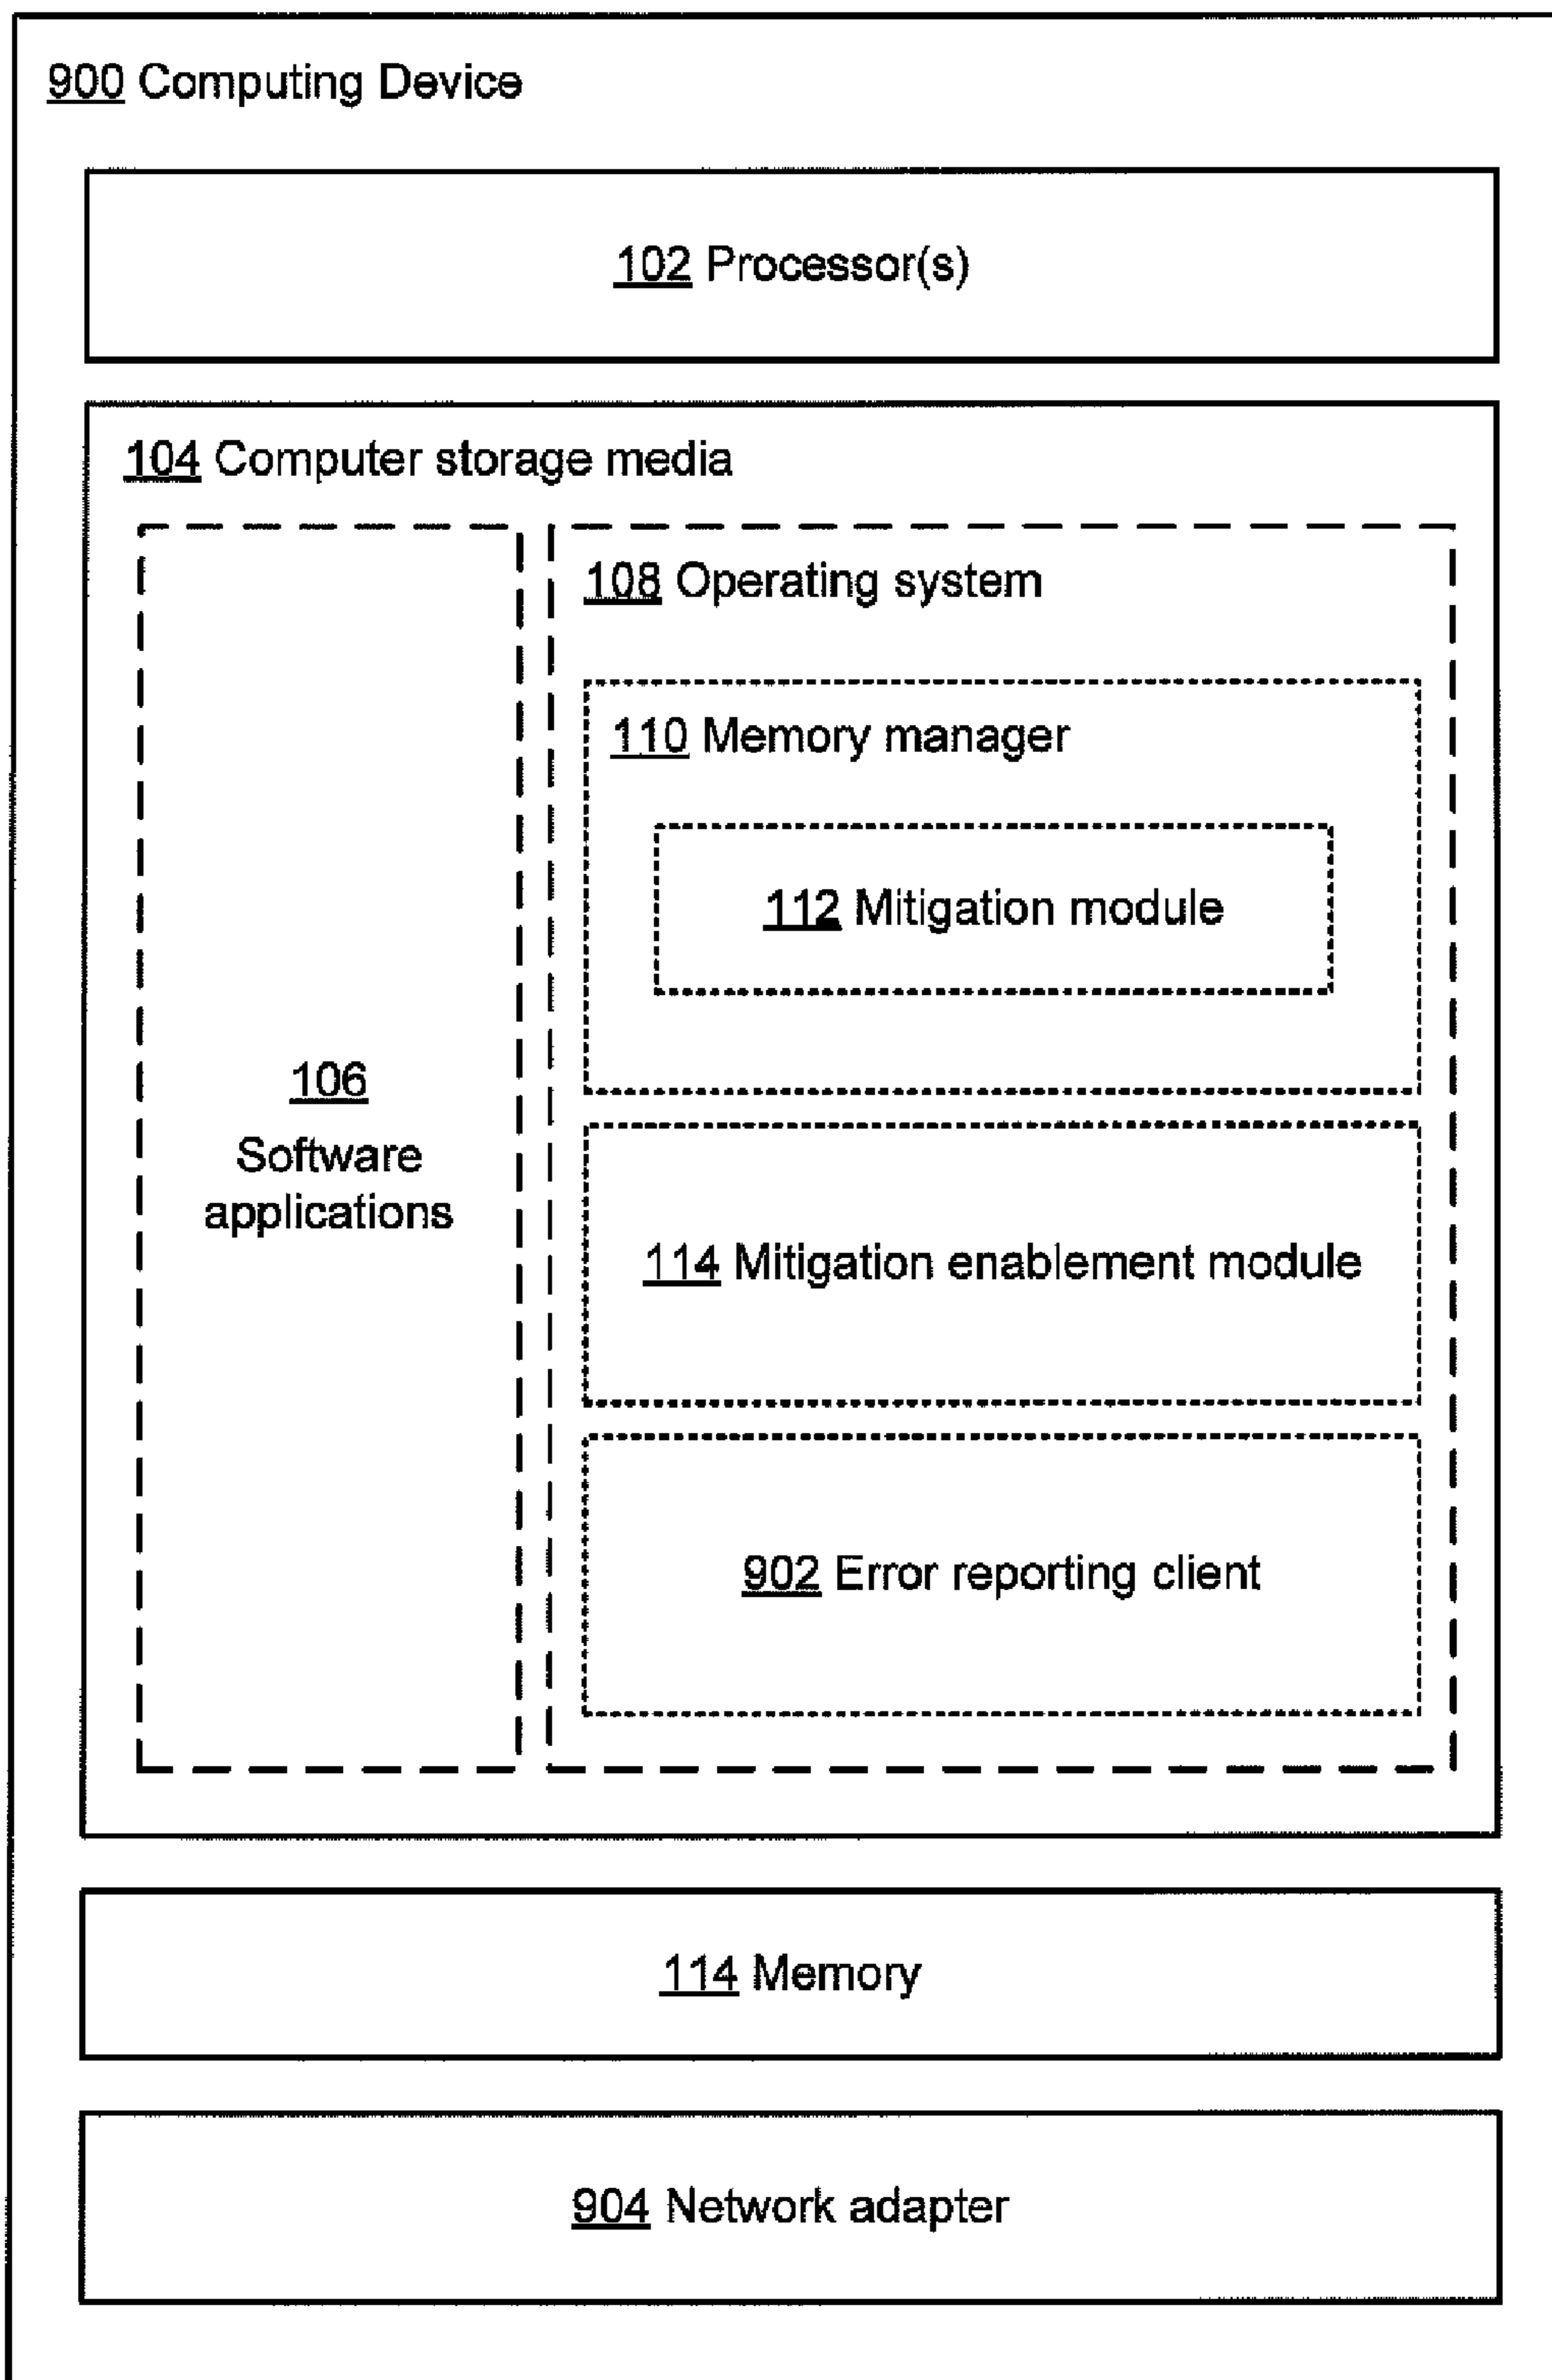 900 Computing Device
102 Processor(s)
104 Computer storage media
106
Software
applications
108 Operating system
110 Memory manager
112 Mitigation module
114 Mitigation enablement module
902 Error reporting client
114 Memory
904 Network adapter